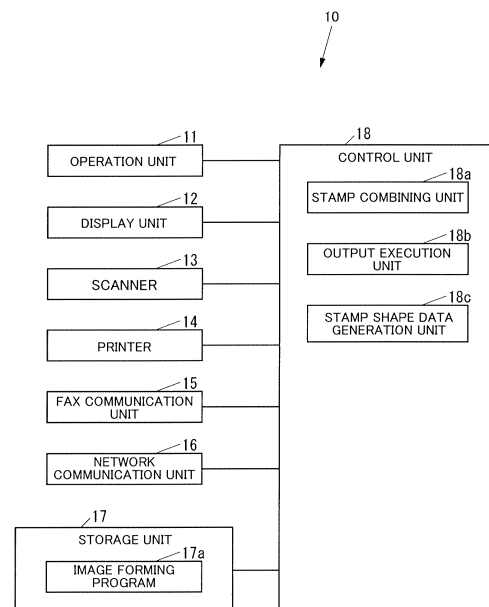 10
11
OPERATION UNIT
12
DISPLAY UNIT
13
SCANNER
14
PRINTER
15
FAX COMMUNICATION
UNIT
16
NETWORK
COMMUNICATION UNIT
17
STORAGE UNIT
17a
IMAGE FORMING
PROGRAM
18
CONTROL UNIT
18a
STAMP COMBINING UNIT
18b
OUTPUT EXECUTION
UNIT
18c
STAMP SHAPE DATA
GENERATION UNIT